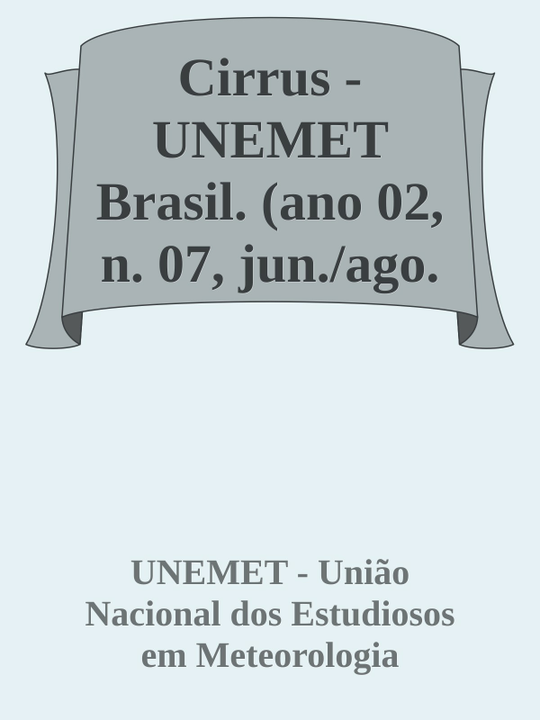 Cirrus -
UNEMET
Brasil. (ano 02,
n. 07, jun./ago.
UNEMET - União
Nacional dos Estudiosos
em Meteorologia